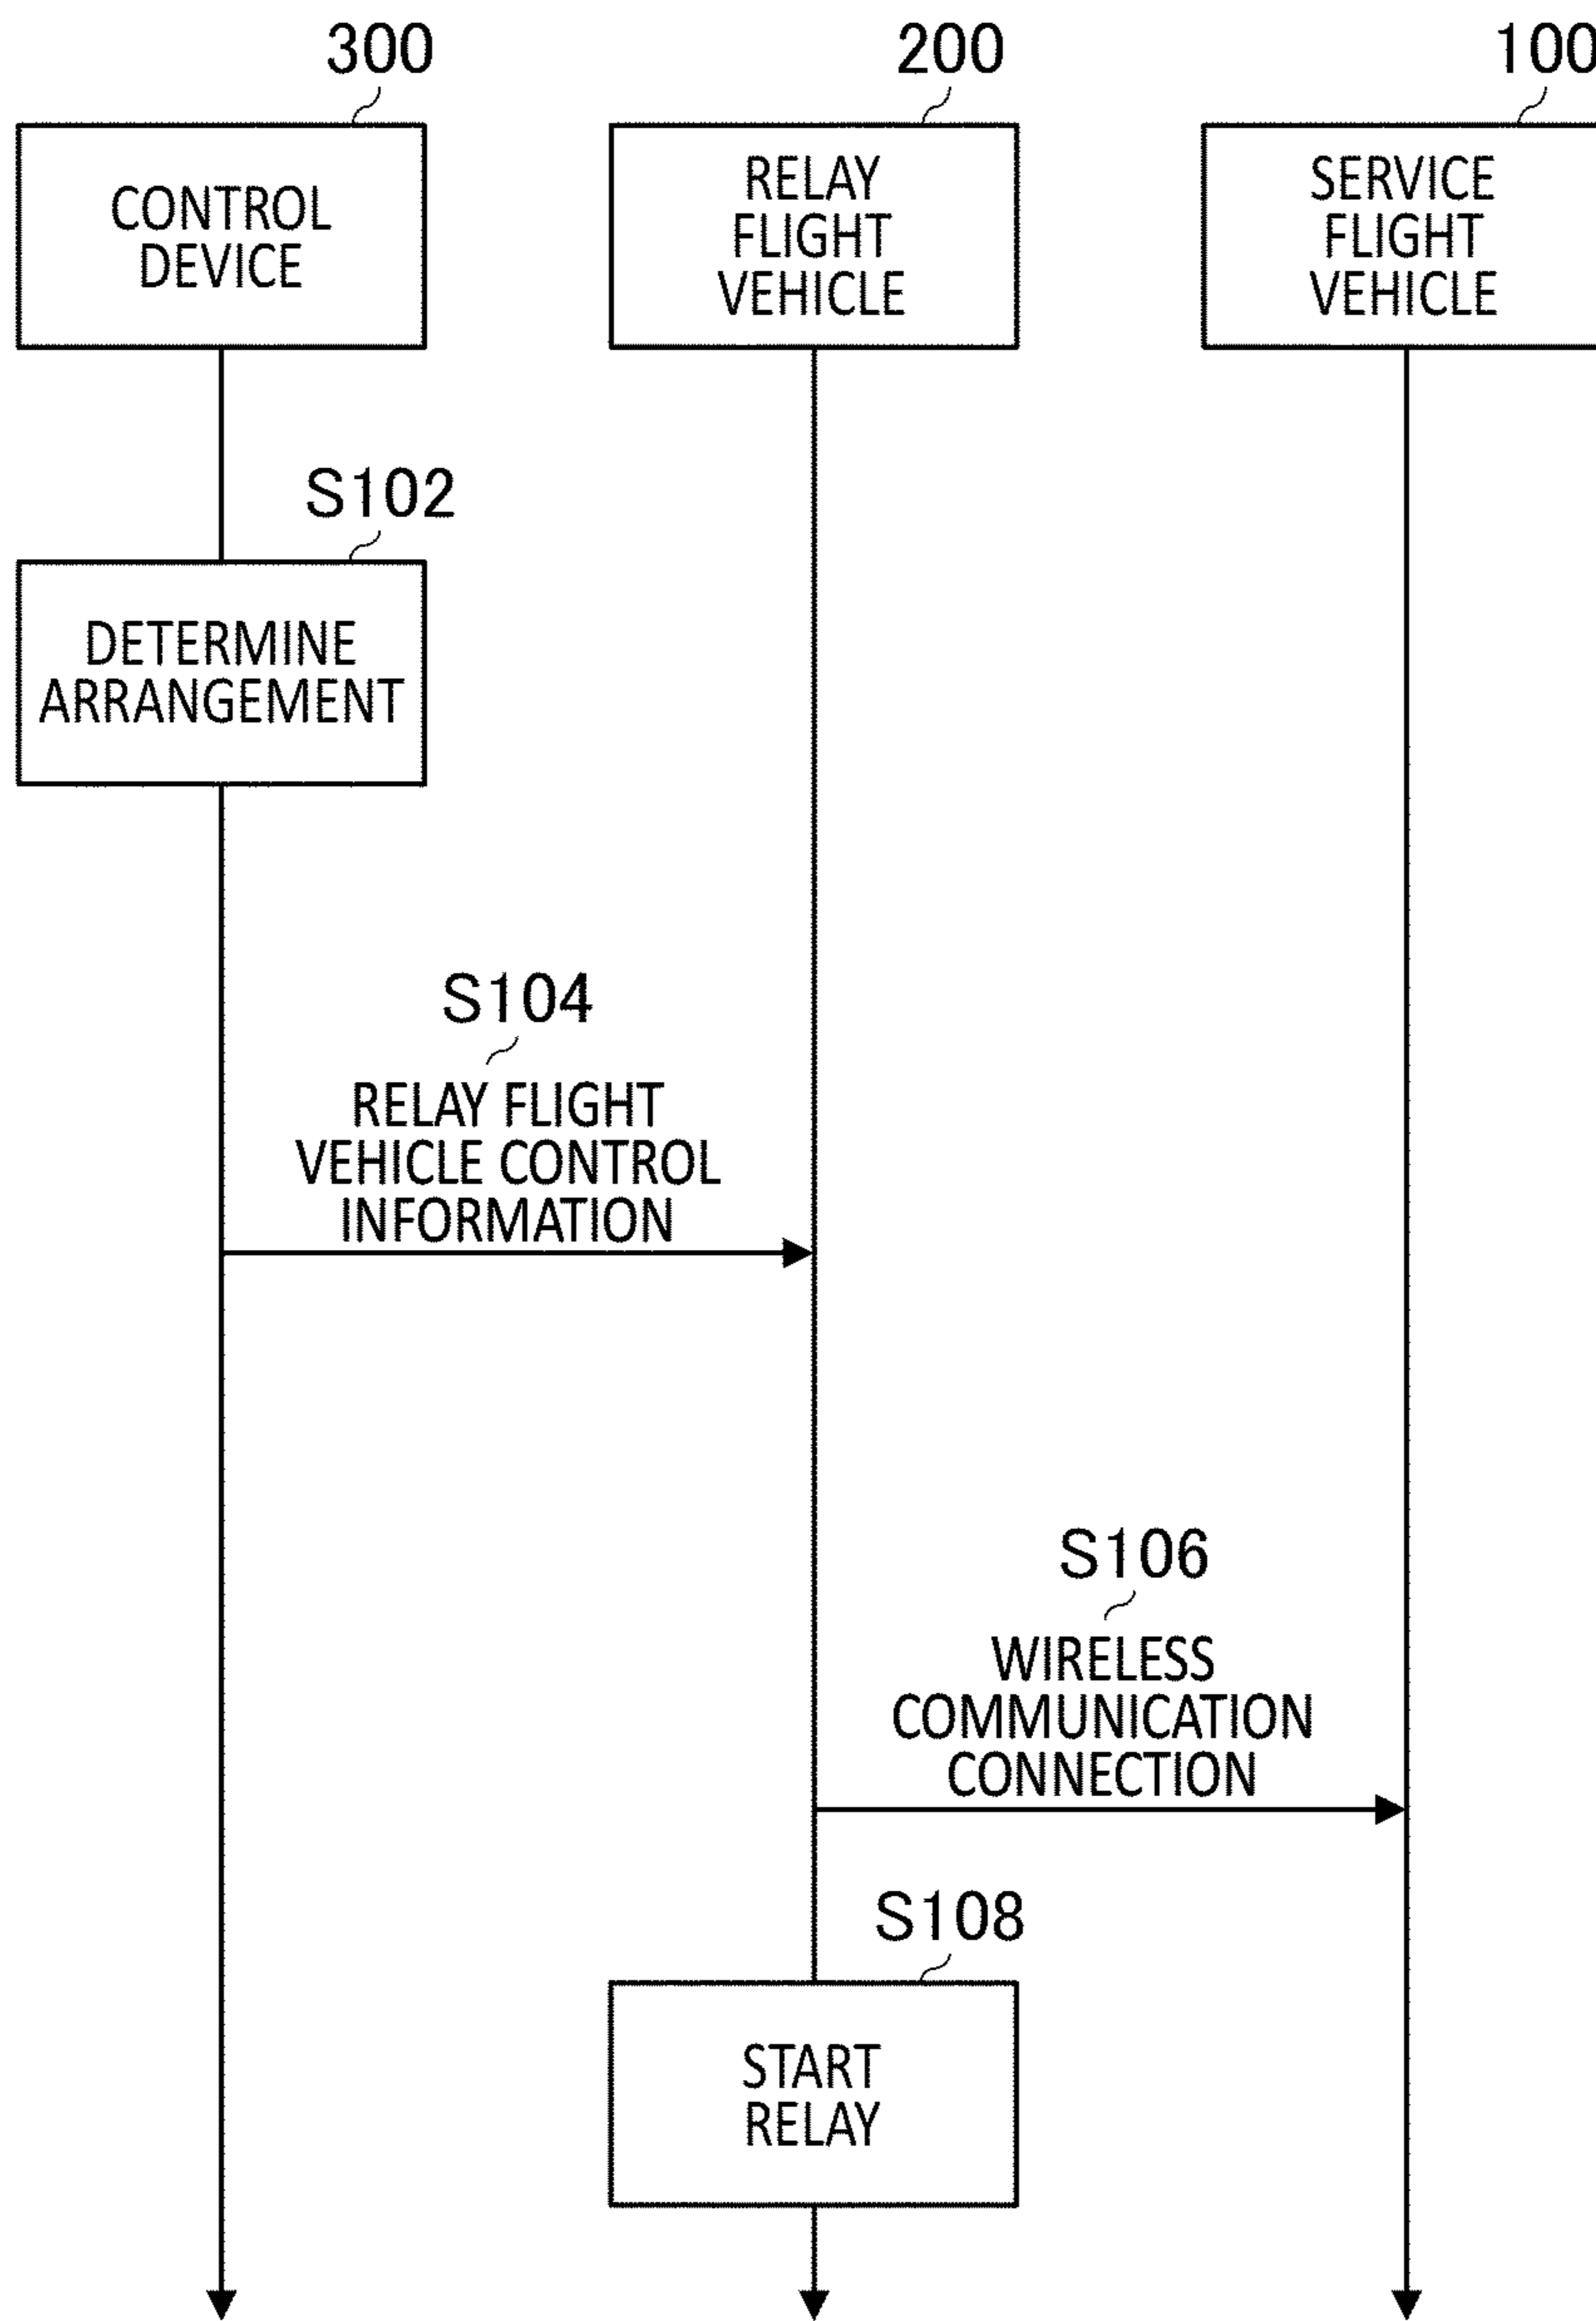 300
200
100
CONTROL
DEVICE
RELAY
FLIGHT
VEHICLE
SERVICE
FLIGHT
VEHICLE
S102
DETERMINE
ARRANGEMENT
S104
RELAY FLIGHT
VEHICLE CONTROL
INFORMATION
S106
WIRELESS
COMMUNICATION
CONNECTION
S108
START
RELAY